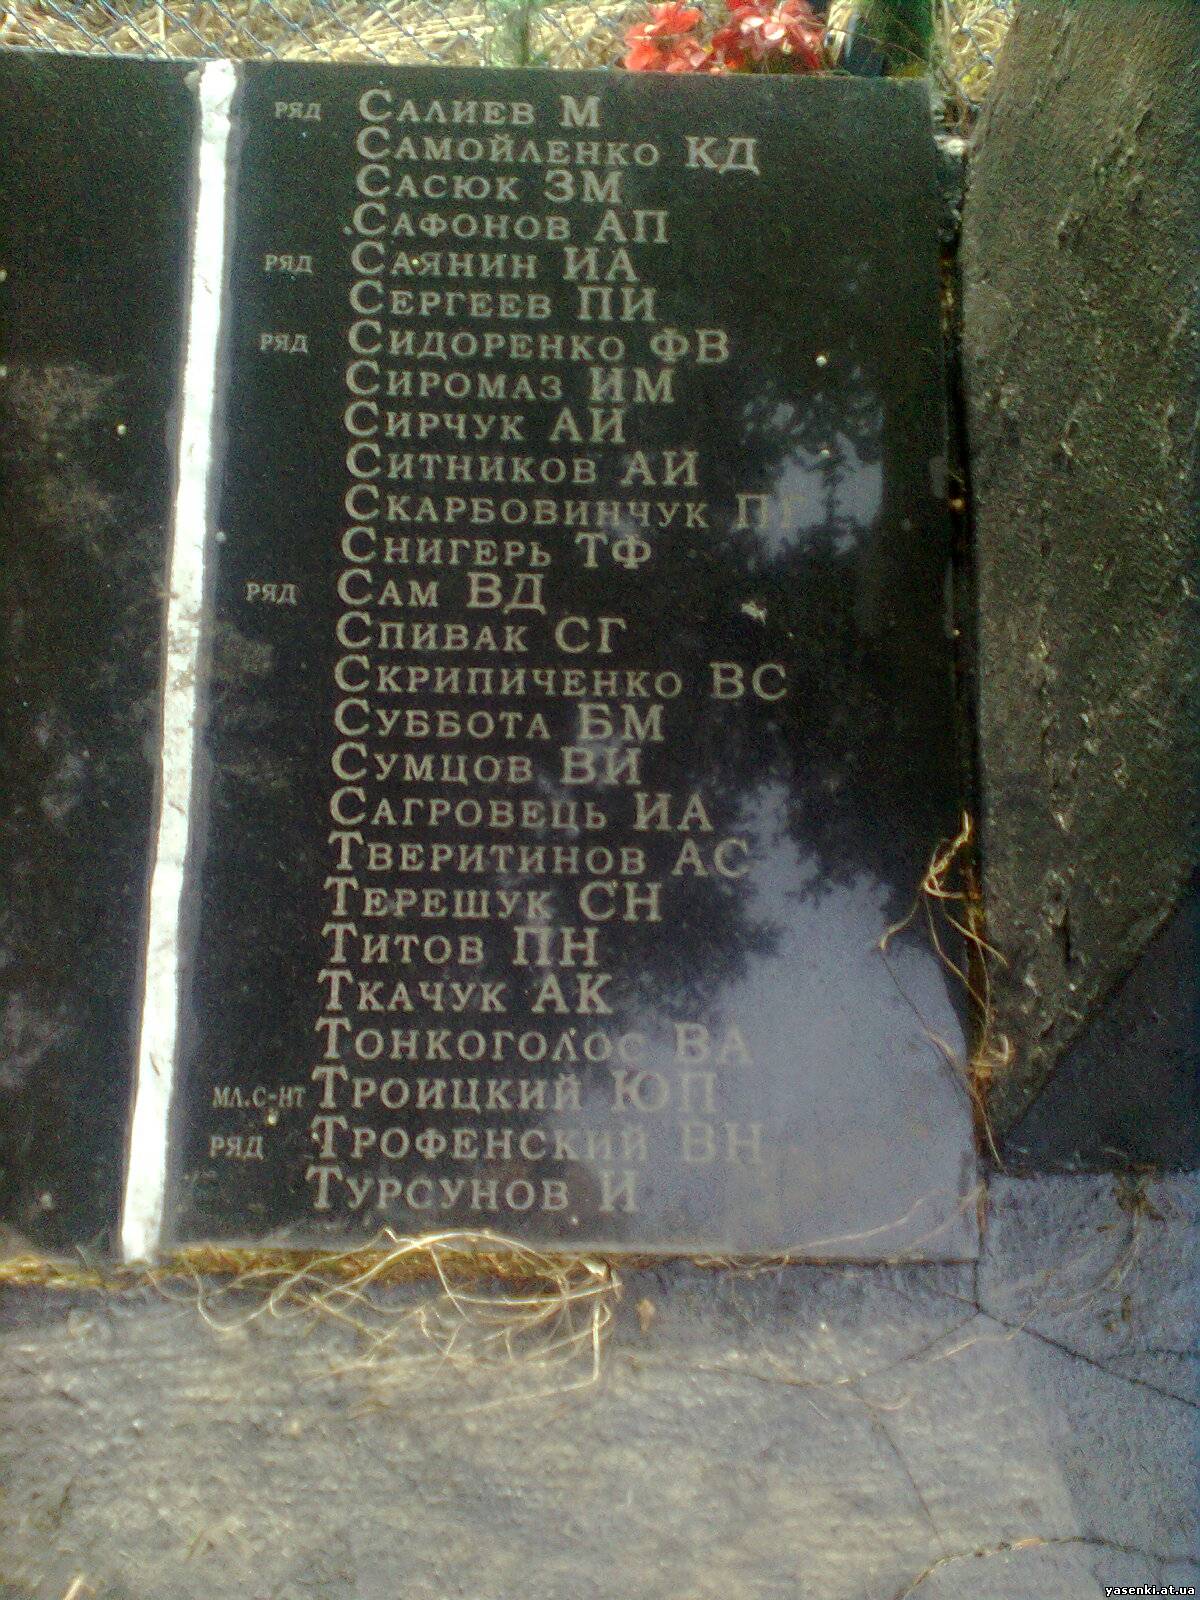 РЯД САЛИЕВ М
САМОЙЛЕНКО КД
САСЮК ЗМ
САФОНОВ АП
РЯД САЯНИН ИА
СЕРГЕЕВ ПИ
РЯД СИДОРЕНКО ФВ
СИРОМАЗ ИМ
СИРЧУК АИ
СИТНИКОВ АИ
СКАРБОВИНЧУК ПГ
СНИГЕРЬ ТФ
РЯД САМ ВД
СПИВАК СГ
СКРИПИЧЕНКО ВС
СУББОТА БМ
СУМЦОВ ВИ
САГРОВЕЦЬ ИА
ТВЕРИТИНОВ АС
ТЕРЕШУК СН
ТИТОВ ПН
ТКАЧУК АК
ТОНКОГОЛОС ВА
МЛ.С-НТ ТРОИЦКИЙ ЮП
РЯД ТРОФЕНСКИЙ ВН
ТУРСУНОВ И
yasenki.at.ua